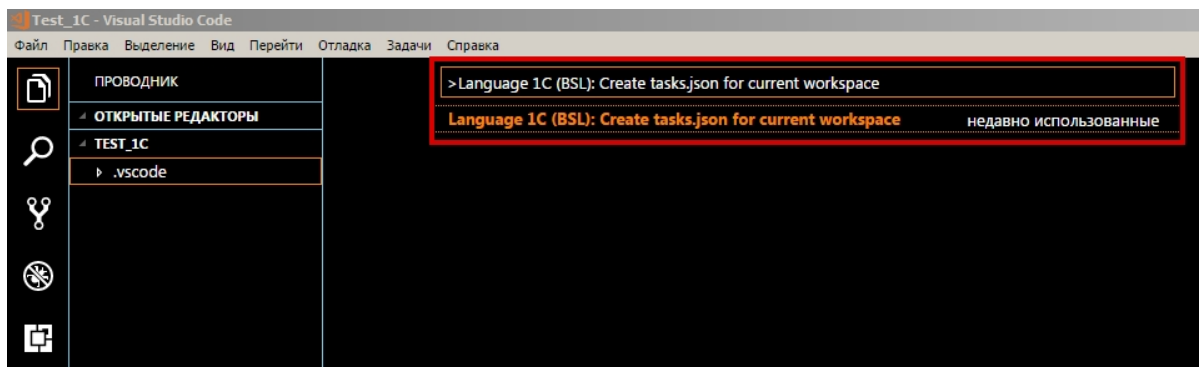 Test_1C - Visual Studio Code
Файл Правка Выделение Вид Перейти Отладка Задачи Справка
ПРОВОДНИК
ОТКРЫТЫЕ РЕДАКТОРЫ
TEST_1C
.vscode
>Language 1C (BSL): Create tasks.json for current workspace
Language 1C (BSL): Create tasks.json for current workspace недавно использованные